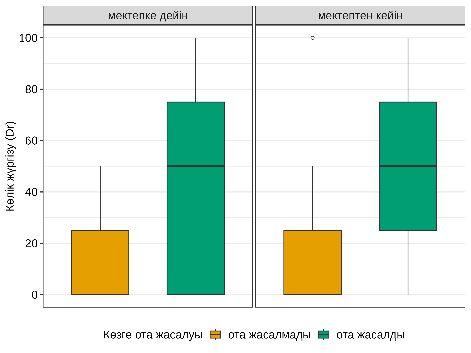 мектепке дейін
мектептен кейін
Көлік жүргізу (Dr)
100
80
60
40
20
0
Көзге ота жасалуы ота жасалмады ота жасалды